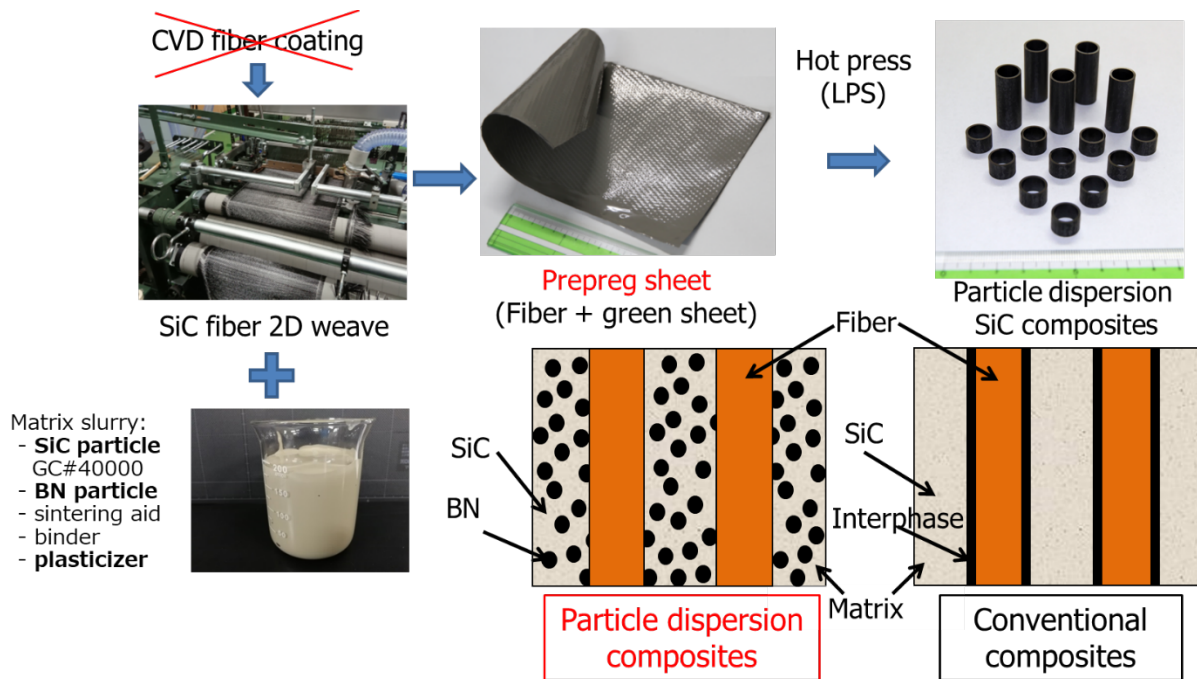 CVD fiber coating
SiC fiber 2D weave
Matrix slurry:
- SiC particle
GC#40000
- BN particle
- sintering aid
- binder
- plasticizer
Prepreg sheet
(Fiber + green sheet)
Hot press
(LPS)
Particle dispersion
SiC composites
Fiber
SiC
BN
SiC
Interphase
Matrix
Particle dispersion
composites
Conventional
composites